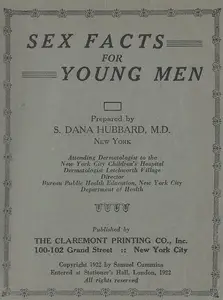 SEX FACTS
FOR
YOUNG MEN
Prepared by
S. DANA HUBBARD, M.D.
NEW YORK
Attending Dermatologist to the
New York City Children's Hospital
Dermatologist Letchworth Village
Director
Bureau Public Health Education, New York City
Department of Health
Published by
THE CLAREMONT PRINTING CO., Inc.
100-102 Grand Street :: New York City
Copyright 1922 by Samuel Cummins
Entered at Stationer's Hall, London, 1922
All rights reserved